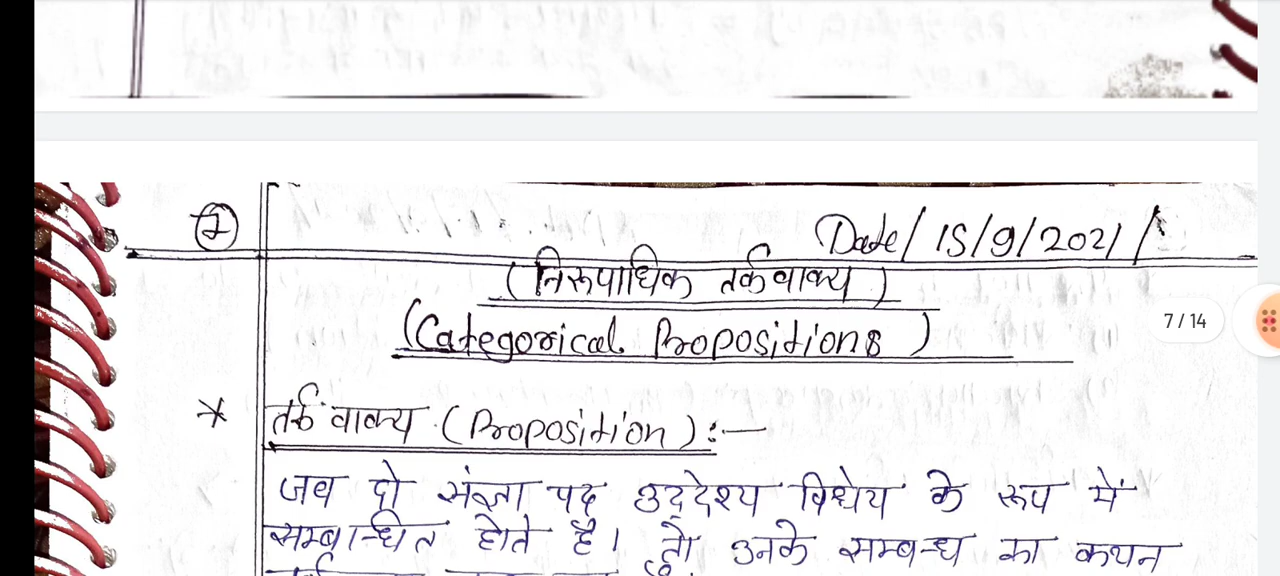 ②
Date/ 15/9/2021/
(निरूपाधिक तर्कवाक्य)
(Categorical Propositions)
7 / 14
* तर्क वाक्य (Proposition) :—
जब दो संज्ञा पद उद्देश्य विधेय के रूप में
सम्बन्धित होते है। तो उनके सम्बन्ध का कथन